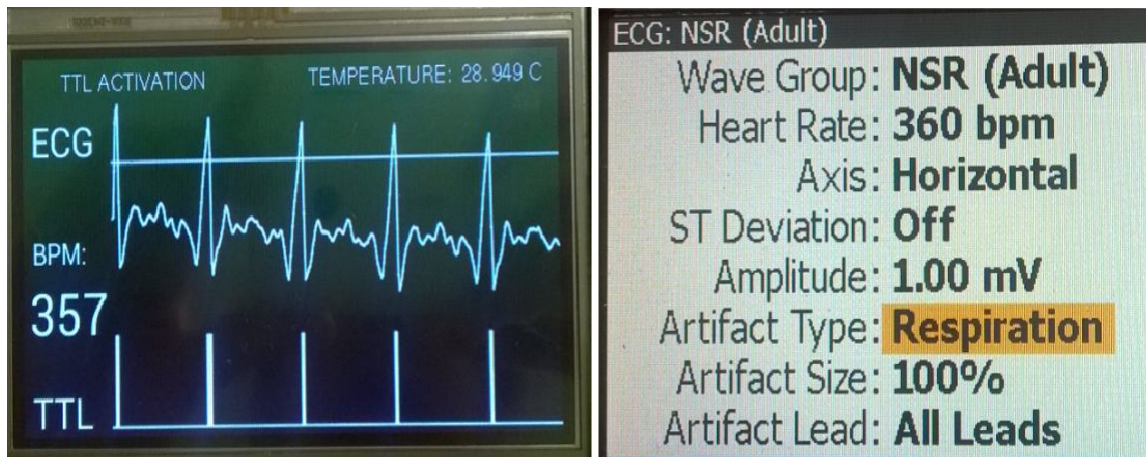 TTL ACTIVATION
TEMPERATURE: 28.949 C
ECG
BPM:
357
TTL
ECG: NSR (Adult)
Wave Group: NSR (Adult)
Heart Rate: 360 bpm
Axis: Horizontal
ST Deviation: Off
Amplitude: 1.00 mV
Artifact Type: Respiration
Artifact Size: 100%
Artifact Lead: All Leads